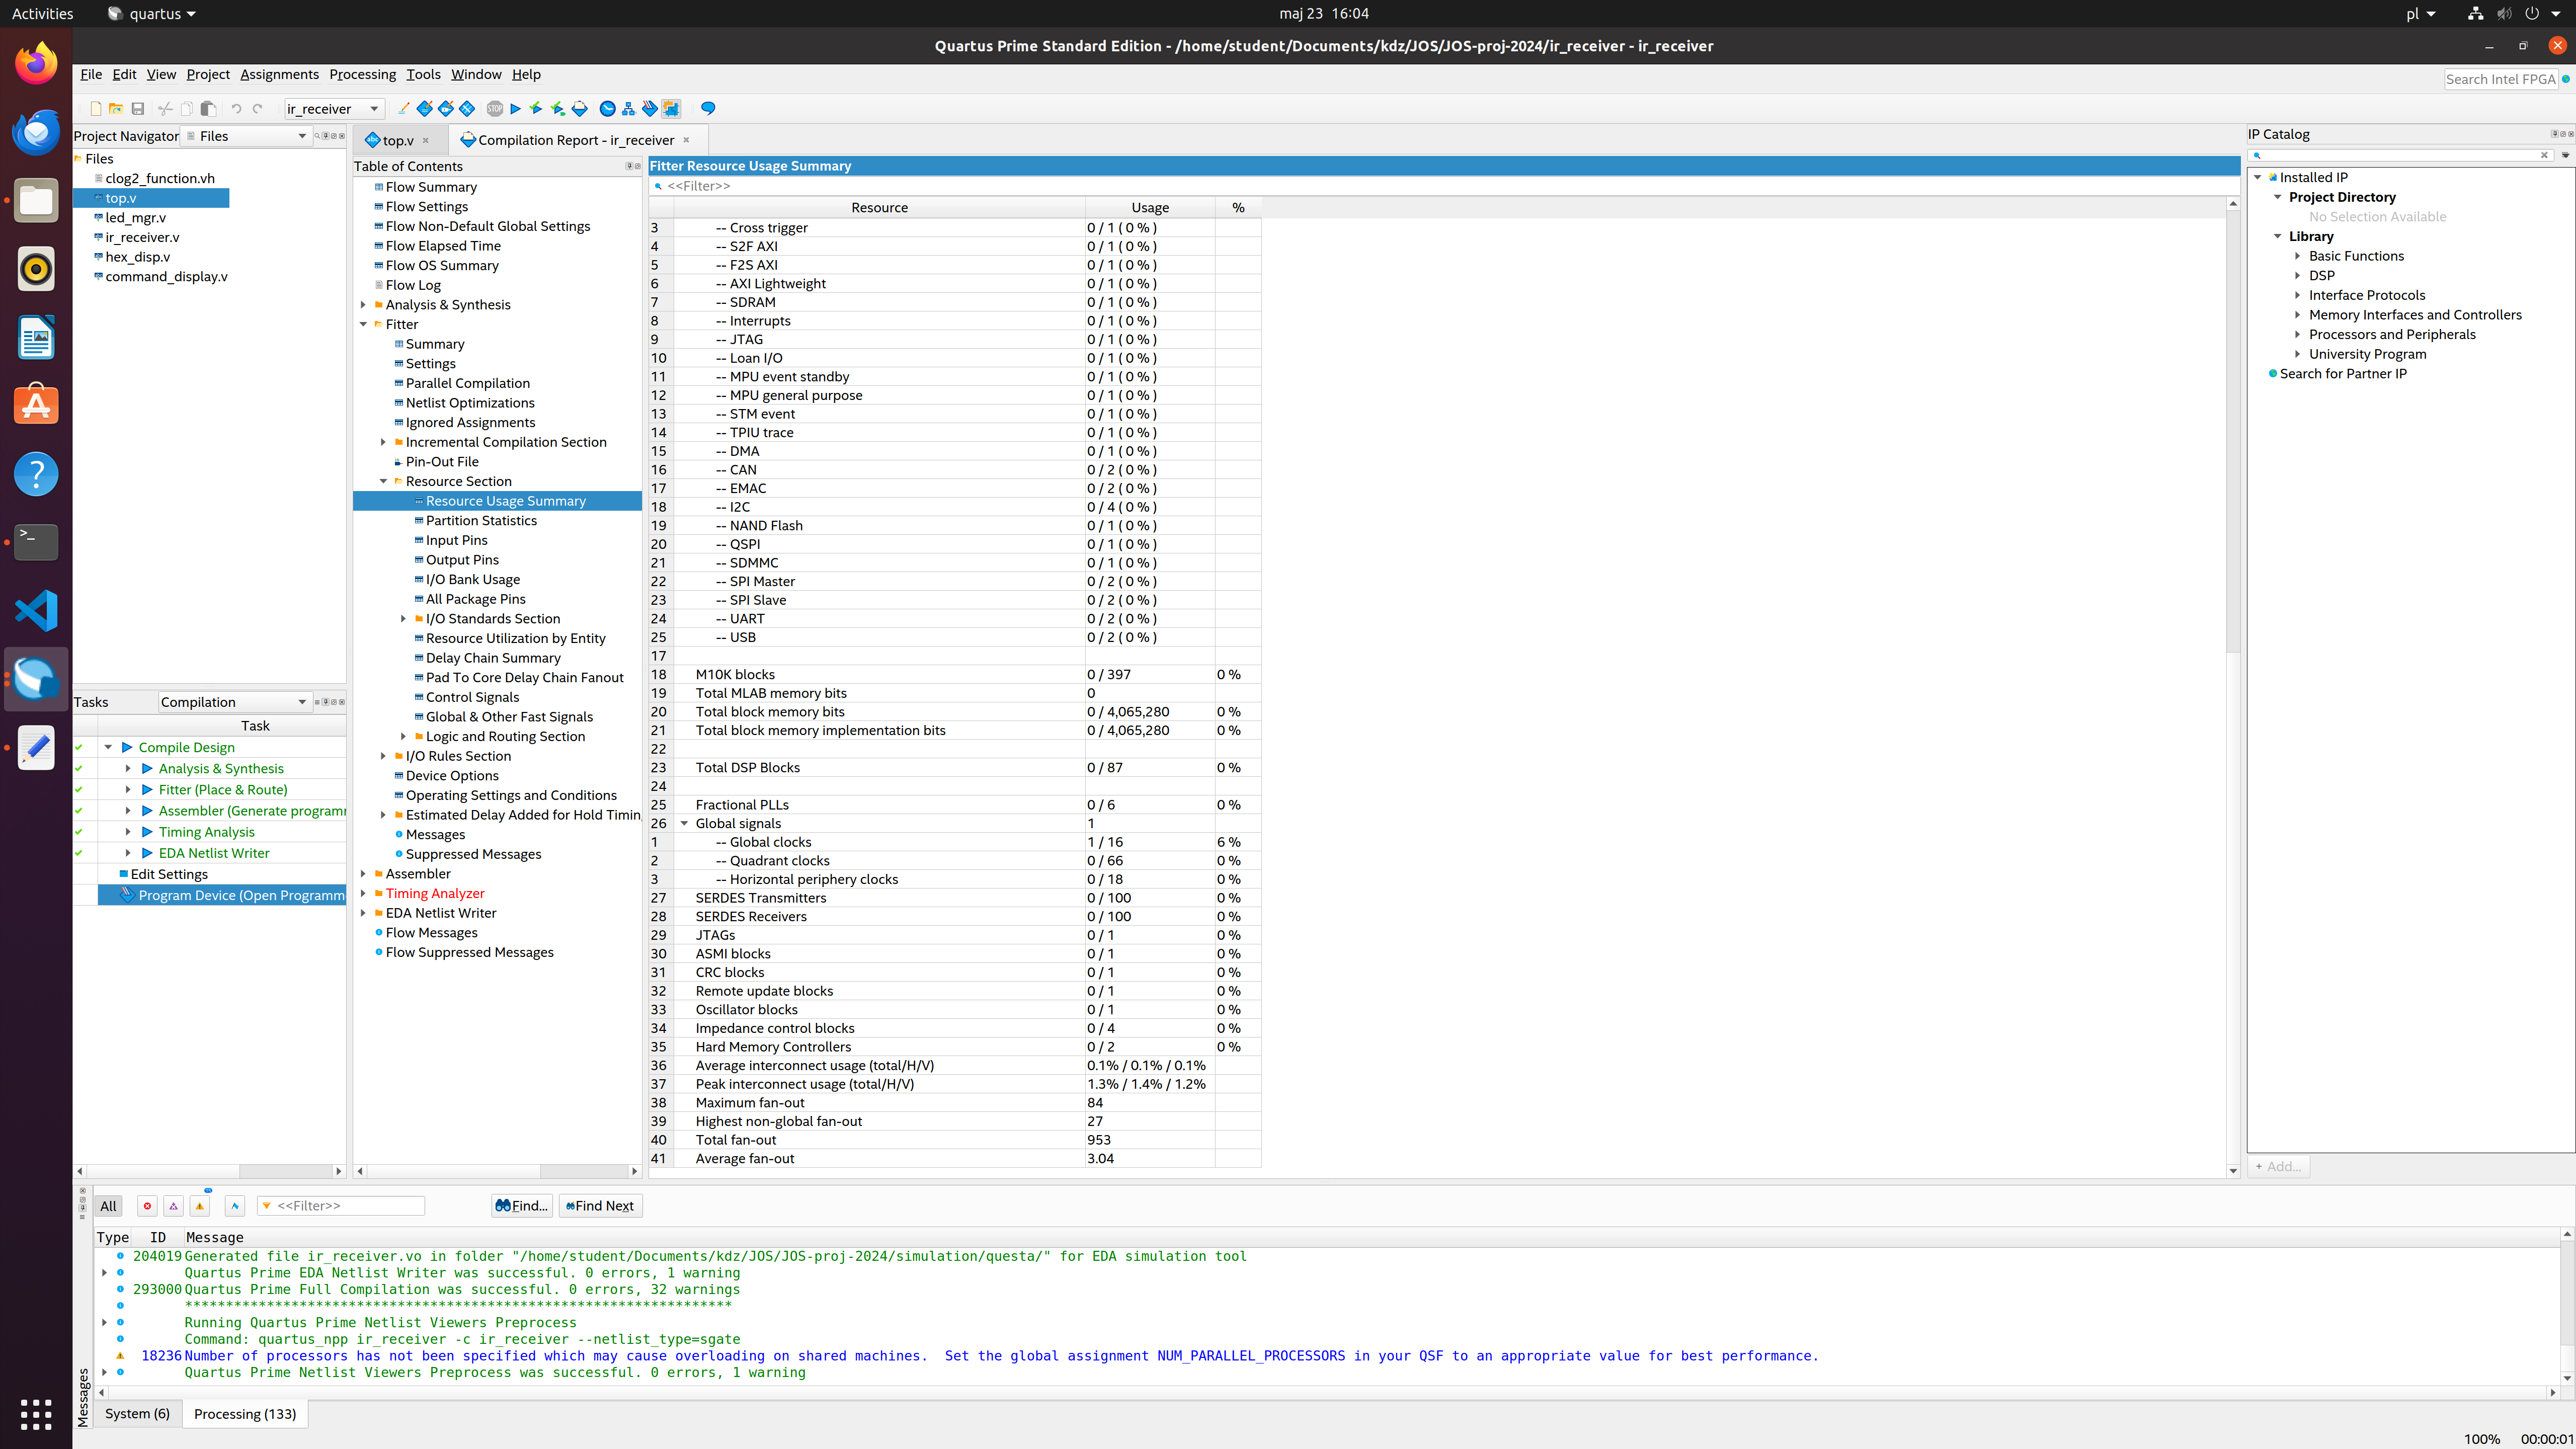 Activities
quartus
maj 23 16:04
pl
Quartus Prime Standard Edition - /home/student/Documents/kdz/JOS/JOS-proj-2024/ir_receiver - ir_receiver
File Edit View Project Assignments Processing Tools Window Help
Search Intel FPGA
ir_receiver
Project Navigator
Files
Files
clog2_function.vh
top.v
led_mgr.v
ir_receiver.v
hex_disp.v
command_display.v
Tasks
Compilation
Task
Compile Design
Analysis & Synthesis
Fitter (Place & Route)
Assembler (Generate programm
Timing Analysis
EDA Netlist Writer
Edit Settings
Program Device (Open Programm
top.v
Compilation Report - ir_receiver
Table of Contents
Flow Summary
Flow Settings
Flow Non-Default Global Settings
Flow Elapsed Time
Flow OS Summary
Flow Log
Analysis & Synthesis
Fitter
Summary
Settings
Parallel Compilation
Netlist Optimizations
Ignored Assignments
Incremental Compilation Section
Pin-Out File
Resource Section
Resource Usage Summary
Partition Statistics
Input Pins
Output Pins
I/O Bank Usage
All Package Pins
I/O Standards Section
Resource Utilization by Entity
Delay Chain Summary
Pad To Core Delay Chain Fanout
Control Signals
Global & Other Fast Signals
Logic and Routing Section
I/O Rules Section
Device Options
Operating Settings and Conditions
Estimated Delay Added for Hold Timin
Messages
Suppressed Messages
Assembler
Timing Analyzer
EDA Netlist Writer
Flow Messages
Flow Suppressed Messages
Fitter Resource Usage Summary
<<Filter>>
Resource Usage %
3 -- Cross trigger 0 / 1 ( 0 % )
4 -- S2F AXI 0 / 1 ( 0 % )
5 -- F2S AXI 0 / 1 ( 0 % )
6 -- AXI Lightweight 0 / 1 ( 0 % )
7 -- SDRAM 0 / 1 ( 0 % )
8 -- Interrupts 0 / 1 ( 0 % )
9 -- JTAG 0 / 1 ( 0 % )
10 -- Loan I/O 0 / 1 ( 0 % )
11 -- MPU event standby 0 / 1 ( 0 % )
12 -- MPU general purpose 0 / 1 ( 0 % )
13 -- STM event 0 / 1 ( 0 % )
14 -- TPIU trace 0 / 1 ( 0 % )
15 -- DMA 0 / 1 ( 0 % )
16 -- CAN 0 / 2 ( 0 % )
17 -- EMAC 0 / 2 ( 0 % )
18 -- I2C 0 / 4 ( 0 % )
19 -- NAND Flash 0 / 1 ( 0 % )
20 -- QSPI 0 / 1 ( 0 % )
21 -- SDMMC 0 / 1 ( 0 % )
22 -- SPI Master 0 / 2 ( 0 % )
23 -- SPI Slave 0 / 2 ( 0 % )
24 -- UART 0 / 2 ( 0 % )
25 -- USB 0 / 2 ( 0 % )
17
18 M10K blocks 0 / 397 0 %
19 Total MLAB memory bits 0
20 Total block memory bits 0 / 4,065,280 0 %
21 Total block memory implementation bits 0 / 4,065,280 0 %
22
23 Total DSP Blocks 0 / 87 0 %
24
25 Fractional PLLs 0 / 6 0 %
26 Global signals 1
1 -- Global clocks 1 / 16 6 %
2 -- Quadrant clocks 0 / 66 0 %
3 -- Horizontal periphery clocks 0 / 18 0 %
27 SERDES Transmitters 0 / 100 0 %
28 SERDES Receivers 0 / 100 0 %
29 JTAGs 0 / 1 0 %
30 ASMI blocks 0 / 1 0 %
31 CRC blocks 0 / 1 0 %
32 Remote update blocks 0 / 1 0 %
33 Oscillator blocks 0 / 1 0 %
34 Impedance control blocks 0 / 4 0 %
35 Hard Memory Controllers 0 / 2 0 %
36 Average interconnect usage (total/H/V) 0.1% / 0.1% / 0.1%
37 Peak interconnect usage (total/H/V) 1.3% / 1.4% / 1.2%
38 Maximum fan-out 84
39 Highest non-global fan-out 27
40 Total fan-out 953
41 Average fan-out 3.04
IP Catalog
Installed IP
Project Directory
No Selection Available
Library
Basic Functions
DSP
Interface Protocols
Memory Interfaces and Controllers
Processors and Peripherals
University Program
Search for Partner IP
+ Add...
All
<<Filter>>
Find...
Find Next
Type ID Message
204019 Generated file ir_receiver.vo in folder "/home/student/Documents/kdz/JOS/JOS-proj-2024/simulation/questa/" for EDA simulation tool
Quartus Prime EDA Netlist Writer was successful. 0 errors, 1 warning
293000 Quartus Prime Full Compilation was successful. 0 errors, 32 warnings
*******************************************************************
Running Quartus Prime Netlist Viewers Preprocess
Command: quartus_npp ir_receiver -c ir_receiver --netlist_type=sgate
18236 Number of processors has not been specified which may cause overloading on shared machines.  Set the global assignment NUM_PARALLEL_PROCESSORS in your QSF to an appropriate value for best performance.
Quartus Prime Netlist Viewers Preprocess was successful. 0 errors, 1 warning
Messages
System (6)
Processing (133)
100% 00:00:01